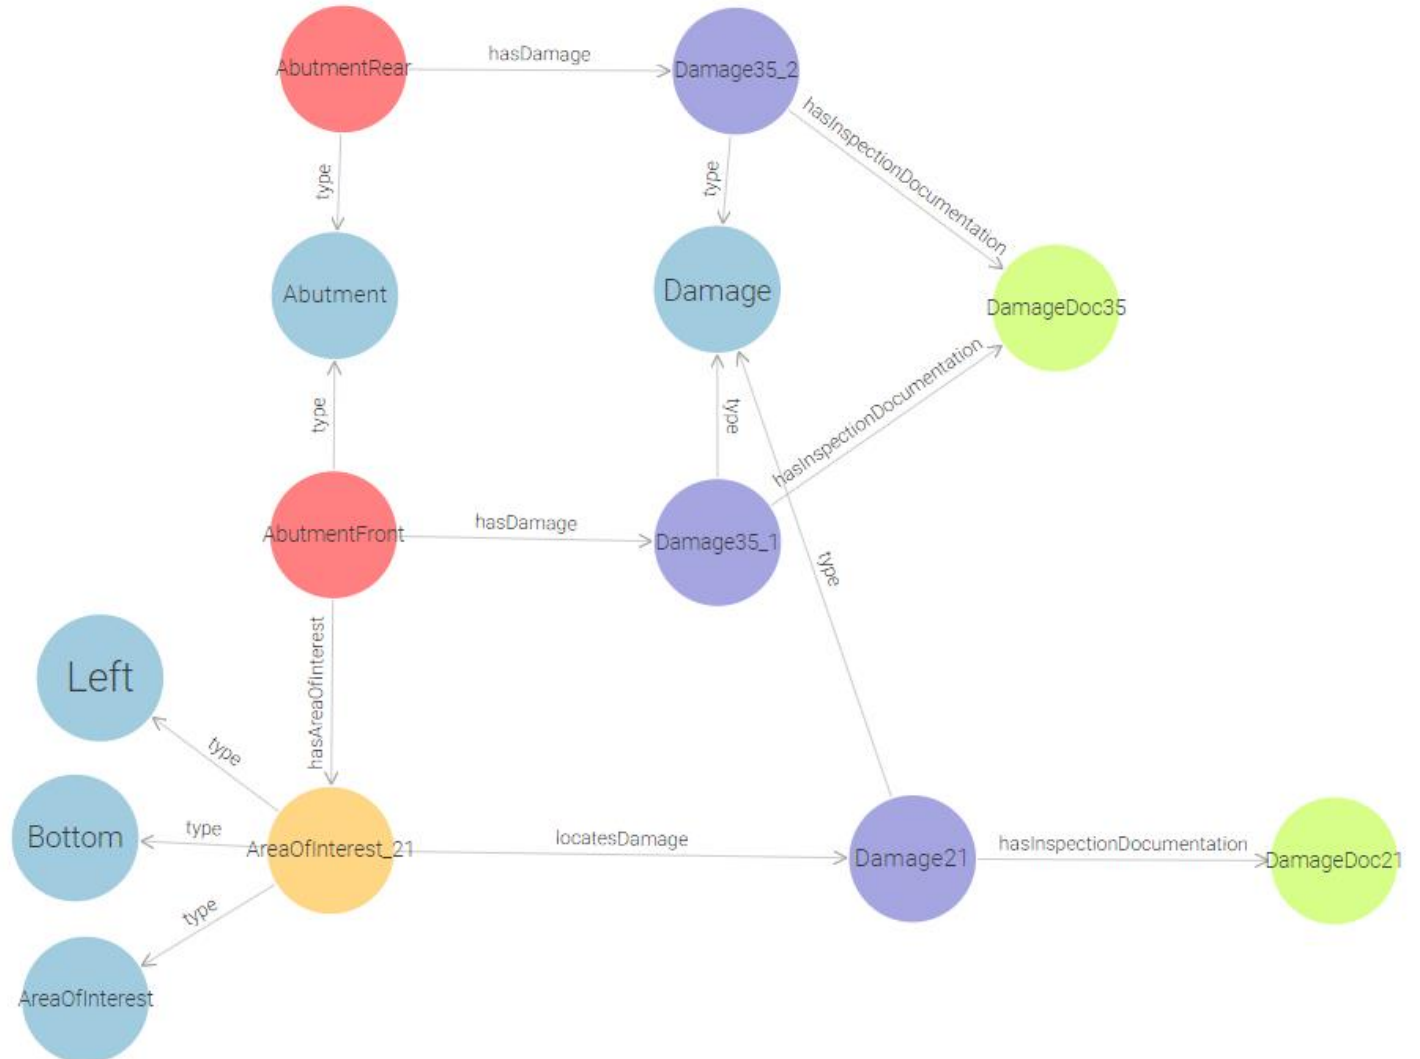 AbutmentRear
hasDamage
Damage35_2
hasInspectionDocumentation
type
type
Abutment
Damage
DamageDoc35
type
type
hasInspectionDocumentation
AbutmentFront
hasDamage
Damage35_1
type
hasAreaOfInterest
Left
type
Bottom
type
AreaOfInterest_21
locatesDamage
Damage21
hasInspectionDocumentation
DamageDoc21
type
AreaOfInterest